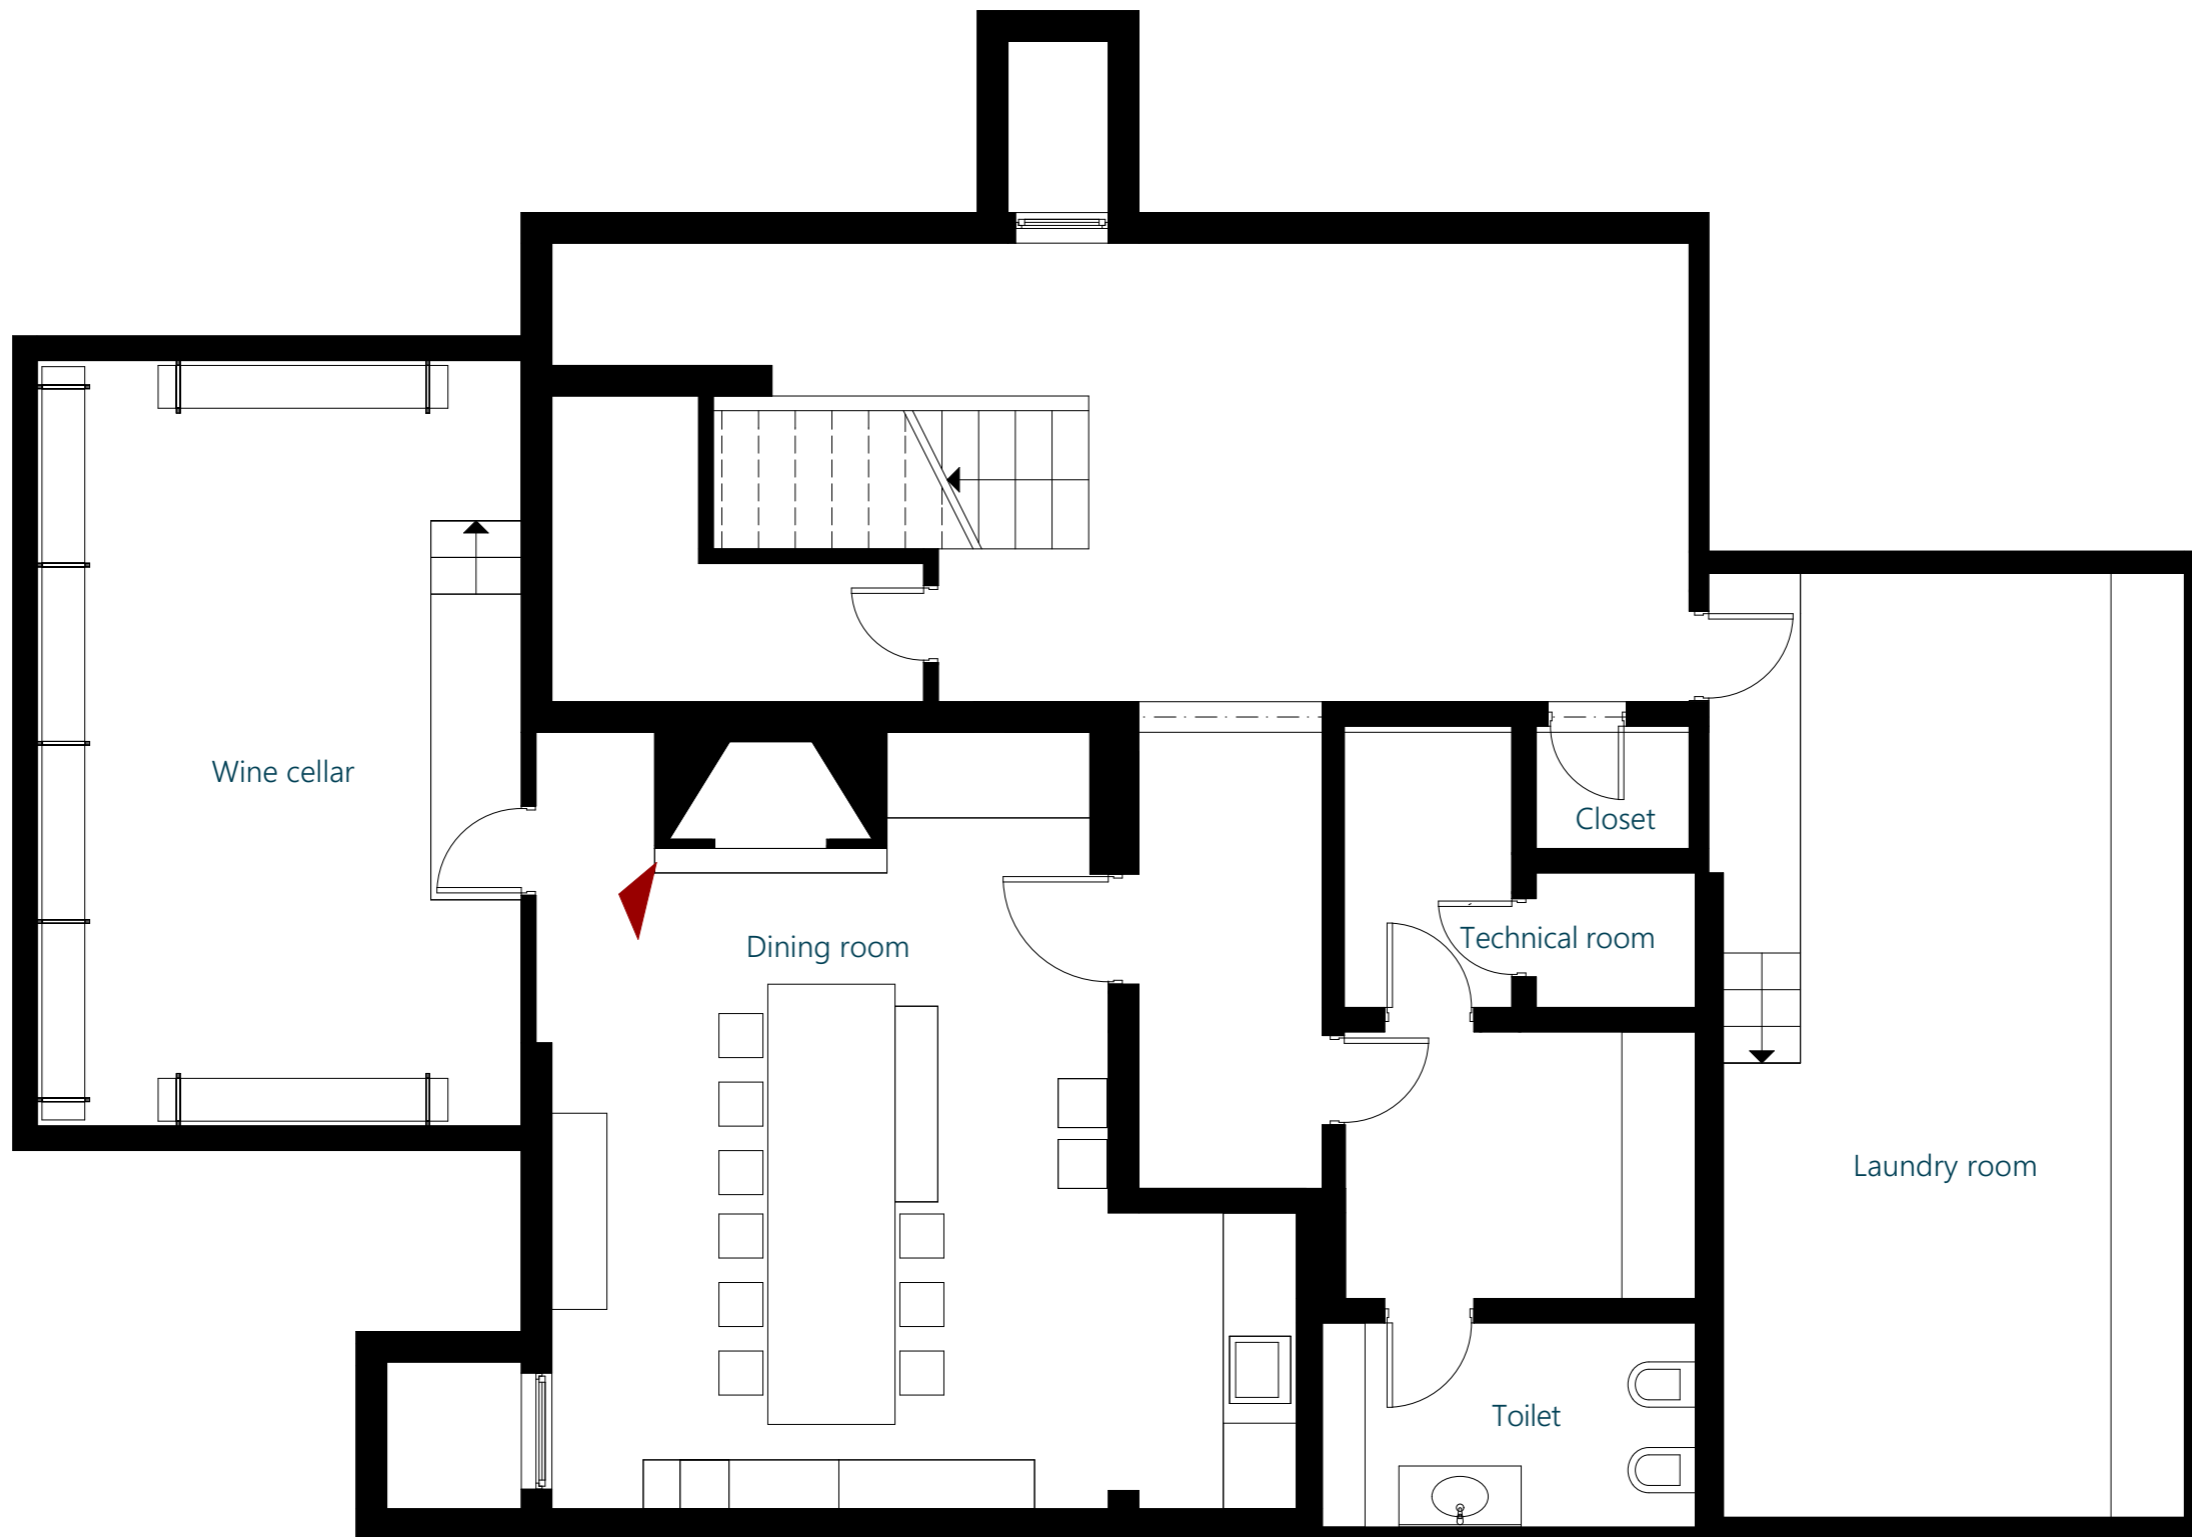 Wine cellar
Closet
Dining room
Technical room
Laundry room
Toilet